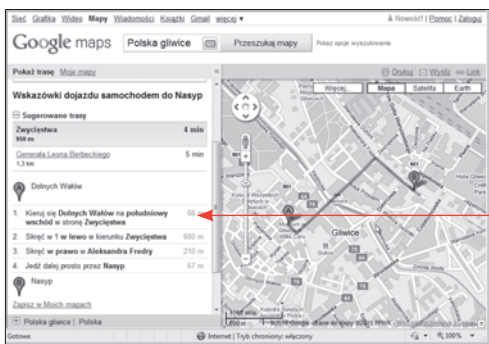 Sieć Grafika Wideo Mapy Wiadomości Książki Gmail więcej ▼
Nowość! | Pomoc | Zaloguj
Google maps
Polska gliwice
Przeszukaj mapy
Pokaż opcje wyszukiwania
Pokaż trasę Moje mapy
«
Drukuj Wyślij Link
Wskazówki dojazdu samochodem do Nasyp
Sugerowane trasy
Zwycięstwa 4 min
950 m
Generała Leona Berbeckiego 5 min
1,3 km
A Dolnych Wałów
1. Kieruj się Dolnych Wałów na południowy 66
wschód w stronę Zwycięstwa
2. Skręć w 1 w lewo w kierunku Zwycięstwa 600 m
3. Skręć w prawo w Aleksandra Fredry 210 m
4. Jedź dalej prosto przez Nasyp 67 m
Nasyp
Zapisz w Moich mapach
Polska gliwice | Polska
Więcej...
Mapa
Satelita
Earth
Gliwice
Gotowe
Internet | Tryb chroniony: włączony
100%